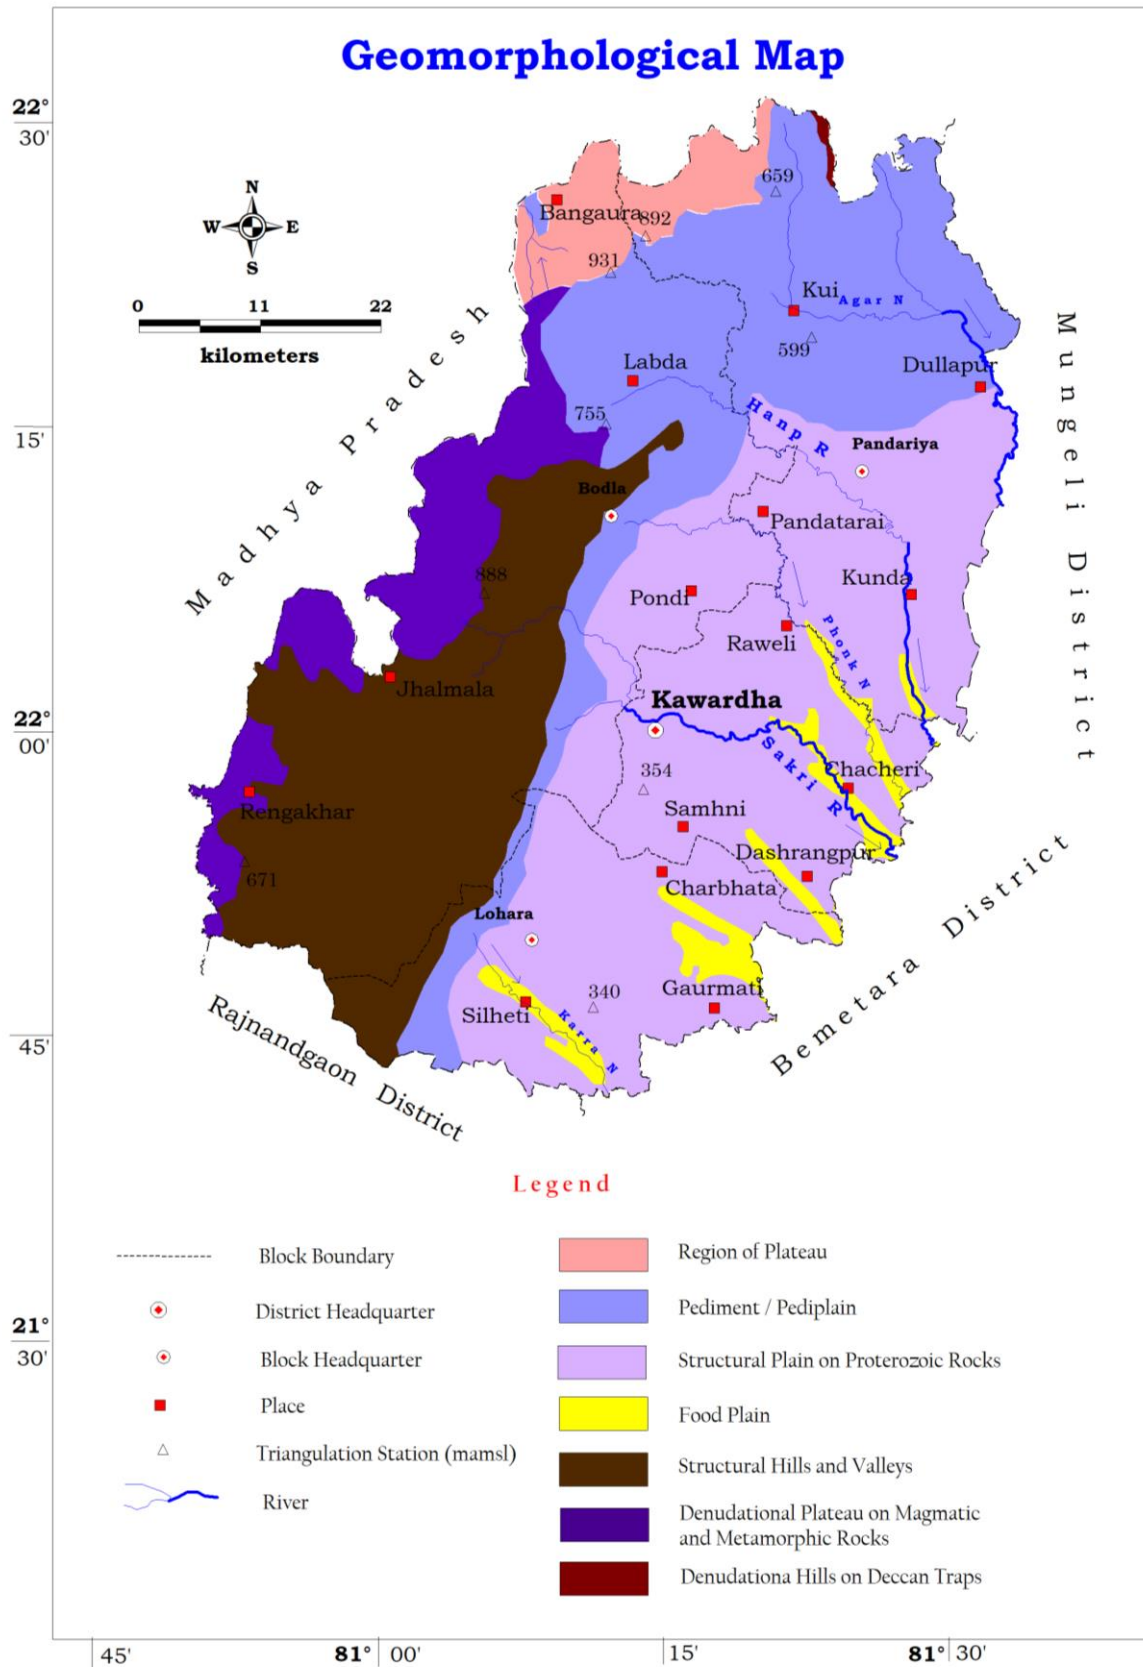 Geomorphological Map
22°
30'
N
W E
S
0 11 22
kilometers
659
Bangaura
892
931
Kui
Agar N
599
Labda
Dullapur
755
15'
Hanp R
Pandariya
Bodla
Pandatarai
Madhya Pradesh
Mungeli District
888
Kunda
Pondi
Phonk N
Raweli
Jhalmala
Kawardha
22°
00'
Sakri R
354
Chacheri
Rengakhar
Samhni
Dashrangpur
671
Charbhata
Lohara
Bemetara District
Gaurmati
340
Silheti
Karra N
Rajnandgaon District
45'
Legend
Block Boundary
District Headquarter
Block Headquarter
Place
Triangulation Station (mamsl)
River
Region of Plateau
Pediment / Pediplain
Structural Plain on Proterozoic Rocks
Food Plain
Structural Hills and Valleys
Denudational Plateau on Magmatic
and Metamorphic Rocks
Denudationa Hills on Deccan Traps
21°
30'
45' 81° 00' 15' 81° 30'